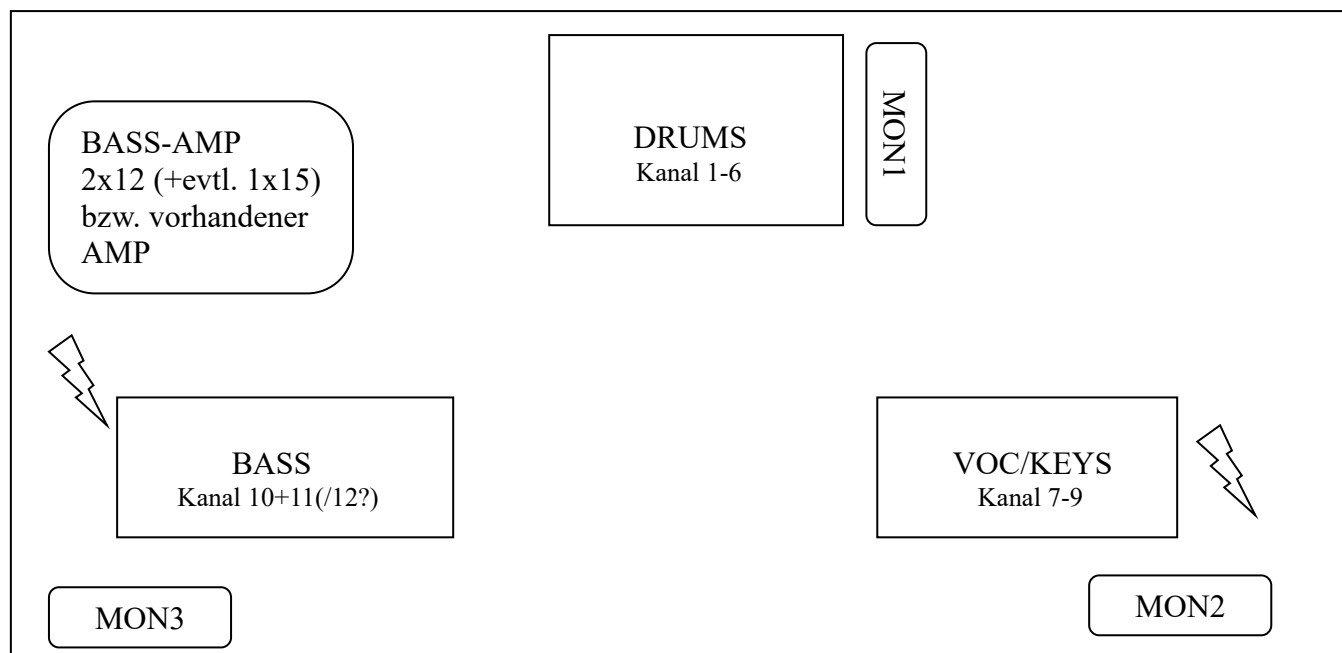 DRUMS
Kanal 1-6
MON1
BASS-AMP
2x12 (+evtl. 1x15)
bzw. vorhandener
AMP
BASS
Kanal 10+11(/12?)
VOC/KEYS
Kanal 7-9
MON3
MON2